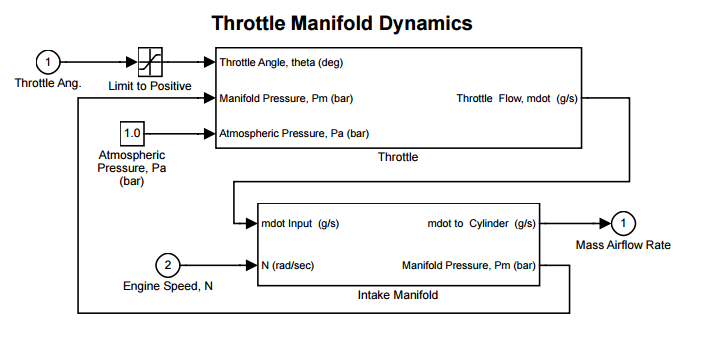 Throttle Manifold Dynamics
1
Throttle Ang.
Limit to Positive
Throttle Angle, theta (deg)
Manifold Pressure, Pm (bar)
Throttle Flow, mdot (g/s)
1.0
Atmospheric Pressure, Pa (bar)
Atmospheric
Pressure, Pa
(bar)
Throttle
mdot Input (g/s)
mdot to Cylinder (g/s)
1
Mass Airflow Rate
2
N (rad/sec)
Manifold Pressure, Pm (bar)
Engine Speed, N
Intake Manifold